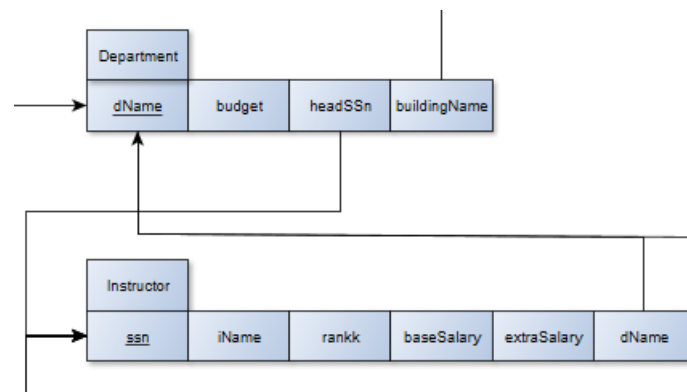 Department
dName budget headSSn buildingName
Instructor
ssn iName rankk baseSalary extraSalary dName